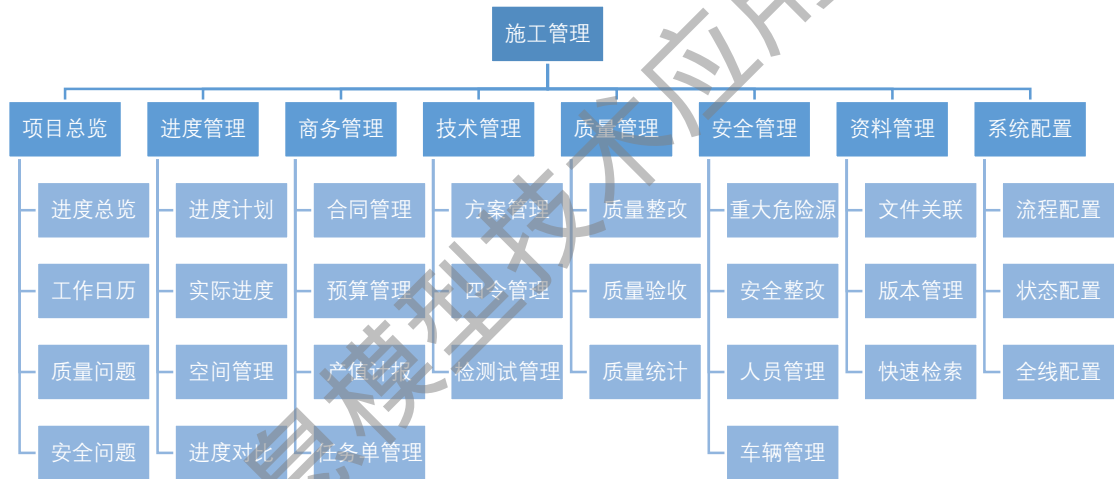 施工管理
项目总览 进度管理 商务管理 技术管理 质量管理 安全管理 资料管理 系统配置
进度总览 进度计划 合同管理 方案管理 质量整改 重大危险源 文件关联 流程配置
工作日历 实际进度 预算管理 四令管理 质量验收 安全整改 版本管理 状态配置
质量问题 空间管理 产值计报 检测试管理 质量统计 人员管理 快速检索 全线配置
安全问题 进度对比 任务单管理 车辆管理
息模型技术应用